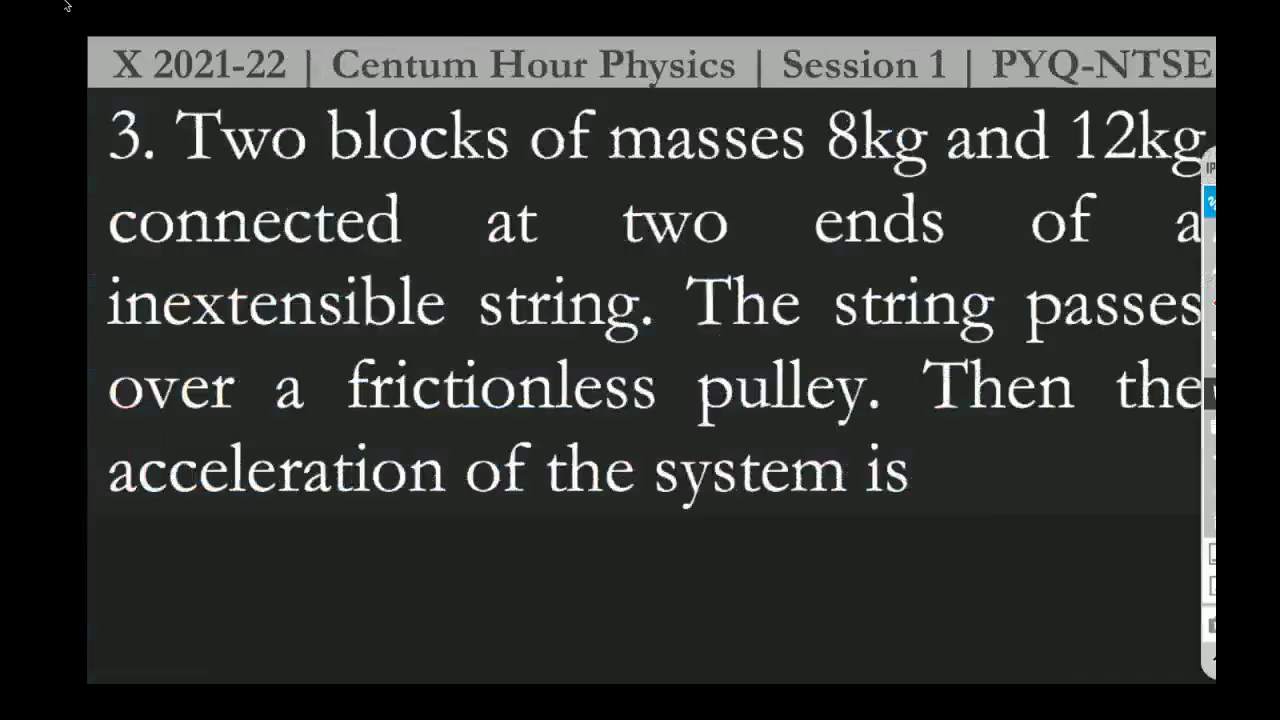 X 2021-22 | Centum Hour Physics | Session 1 | PYQ-NTSE
3. Two blocks of masses 8kg and 12kg
connected at two ends of a
inextensible string. The string passes
over a frictionless pulley. Then the
acceleration of the system is